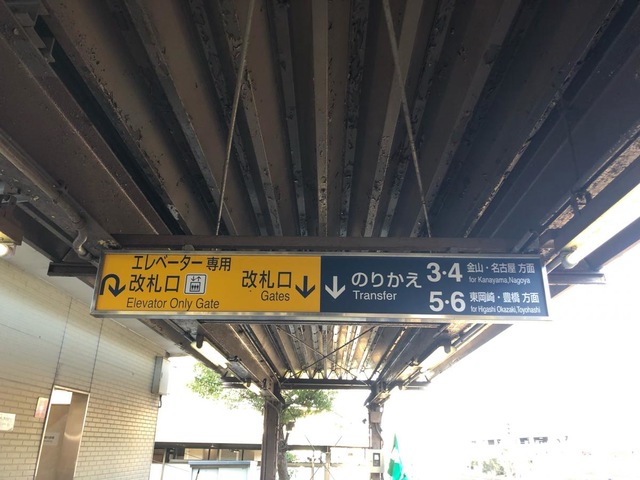 エレベーター 専用
改札口
Elevator Only Gate
改札口
Gates
のりかえ
Transfer
3・4 金山・名古屋 方面
for Kanayama,Nagoya
5・6 東岡崎・豊橋 方面
for Higashi Okazaki,Toyohashi